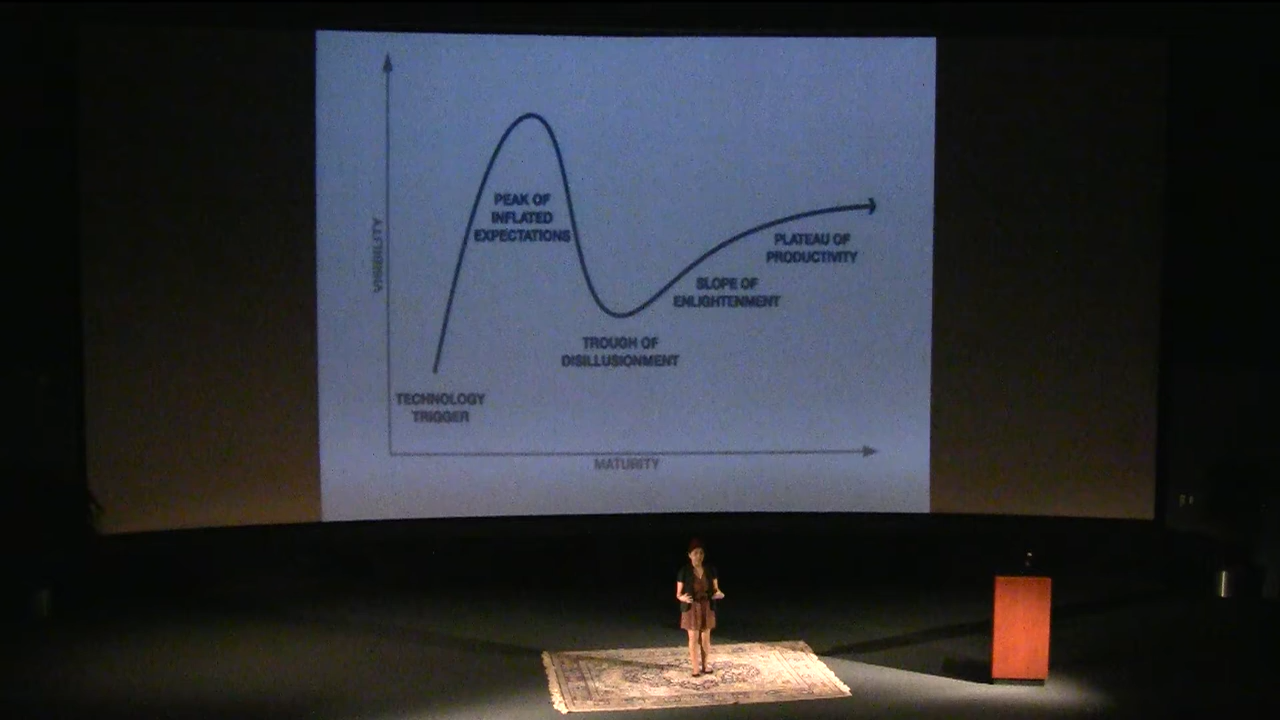 PEAK OF
INFLATED
EXPECTATIONS
VISIBILITY
PLATEAU OF
PRODUCTIVITY
SLOPE OF
ENLIGHTENMENT
TROUGH OF
DISILLUSIONMENT
TECHNOLOGY
TRIGGER
MATURITY